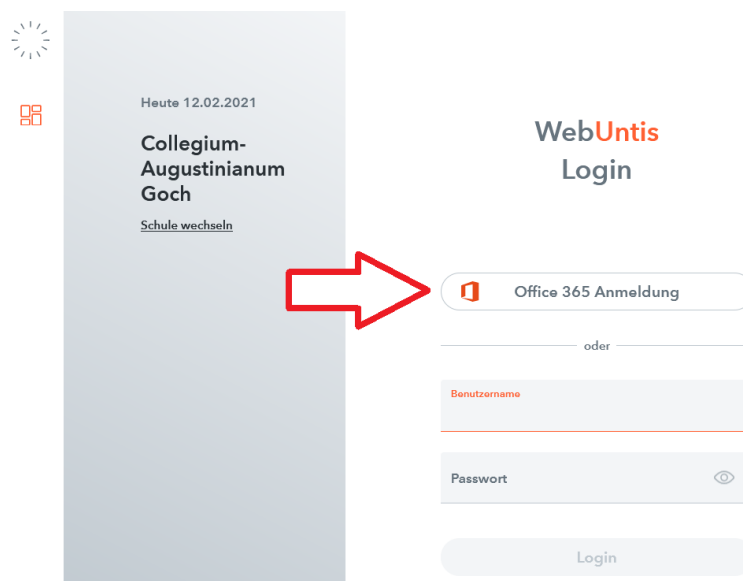 Heute 12.02.2021
Collegium-
Augustinianum
Goch
Schule wechseln
WebUntis
Login
Office 365 Anmeldung
oder
Benutzername
Passwort
Login